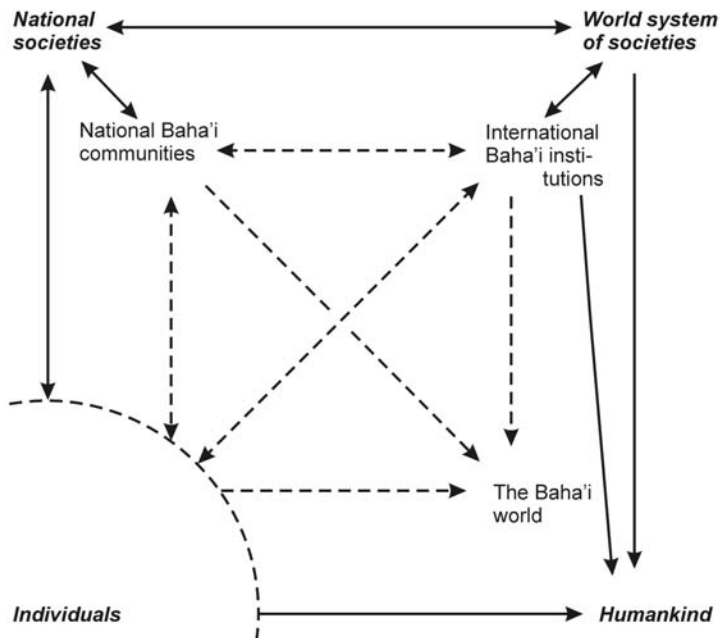 National
societies
World system
of societies
National Baha'i
communities
International
Baha'i insti-
tutions
The Baha'i
world
Individuals
Humankind